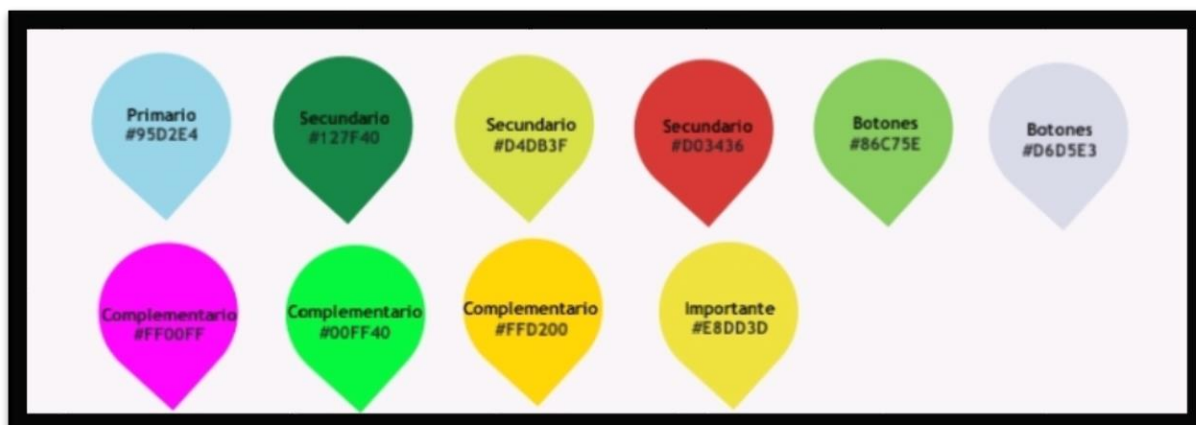 Primario
#95D2E4
Secundario
#127F40
Secundario
#D4DB3F
Secundario
#D03436
Botones
#86C75E
Botones
#D6D5E3
Complementario
#FF00FF
Complementario
#00FF40
Complementario
#FFD200
Importante
#E8DD3D